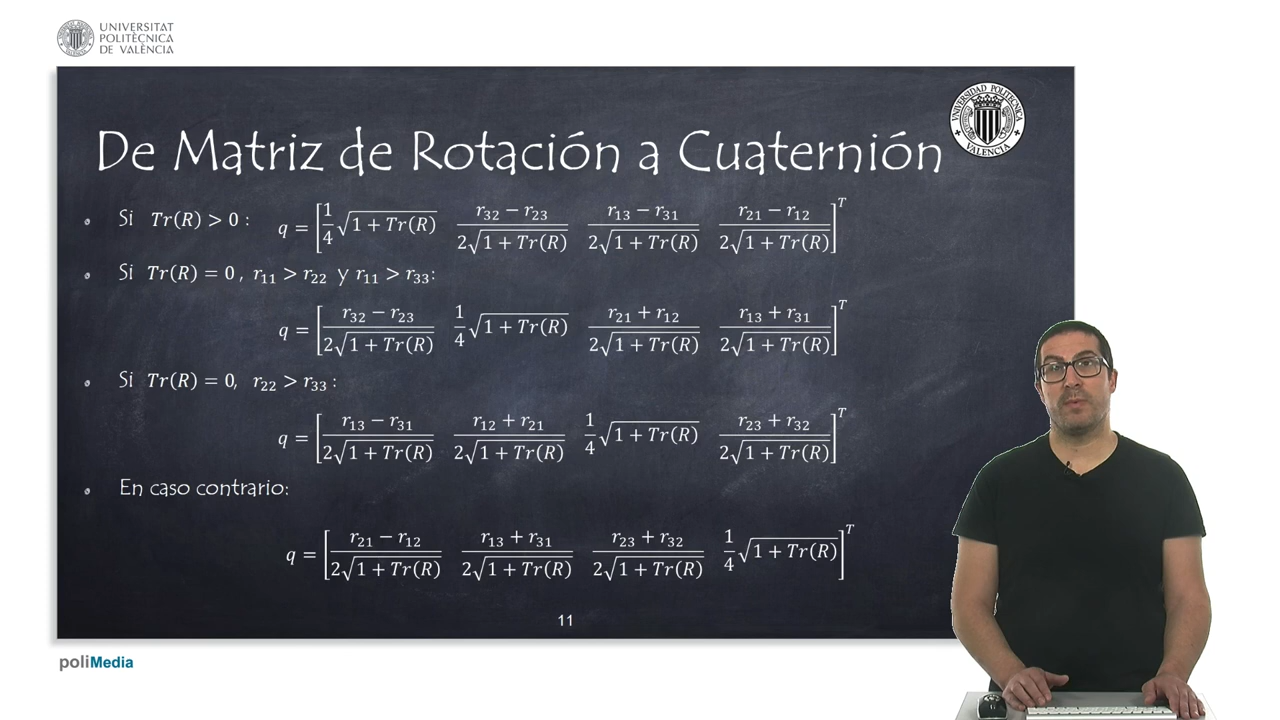 UNIVERSITAT
POLITÈCNICA
DE VALÈNCIA
UNIVERSIDAD POLITECNICA
VALENCIA
De Matriz de Rotación a Cuaternión
• Si Tr(R) > 0 : q = [1/4 √(1 + Tr(R)) (r₃₂ − r₂₃)/(2√(1 + Tr(R))) (r₁₃ − r₃₁)/(2√(1 + Tr(R))) (r₂₁ − r₁₂)/(2√(1 + Tr(R)))]ᵀ
• Si Tr(R) = 0 , r₁₁ > r₂₂ y r₁₁ > r₃₃:
q = [(r₃₂ − r₂₃)/(2√(1 + Tr(R))) 1/4 √(1 + Tr(R)) (r₂₁ + r₁₂)/(2√(1 + Tr(R))) (r₁₃ + r₃₁)/(2√(1 + Tr(R)))]ᵀ
• Si Tr(R) = 0, r₂₂ > r₃₃ :
q = [(r₁₃ − r₃₁)/(2√(1 + Tr(R))) (r₁₂ + r₂₁)/(2√(1 + Tr(R))) 1/4 √(1 + Tr(R)) (r₂₃ + r₃₂)/(2√(1 + Tr(R)))]ᵀ
• En caso contrario:
q = [(r₂₁ − r₁₂)/(2√(1 + Tr(R))) (r₁₃ + r₃₁)/(2√(1 + Tr(R))) (r₂₃ + r₃₂)/(2√(1 + Tr(R))) 1/4 √(1 + Tr(R))]ᵀ
11
poliMedia